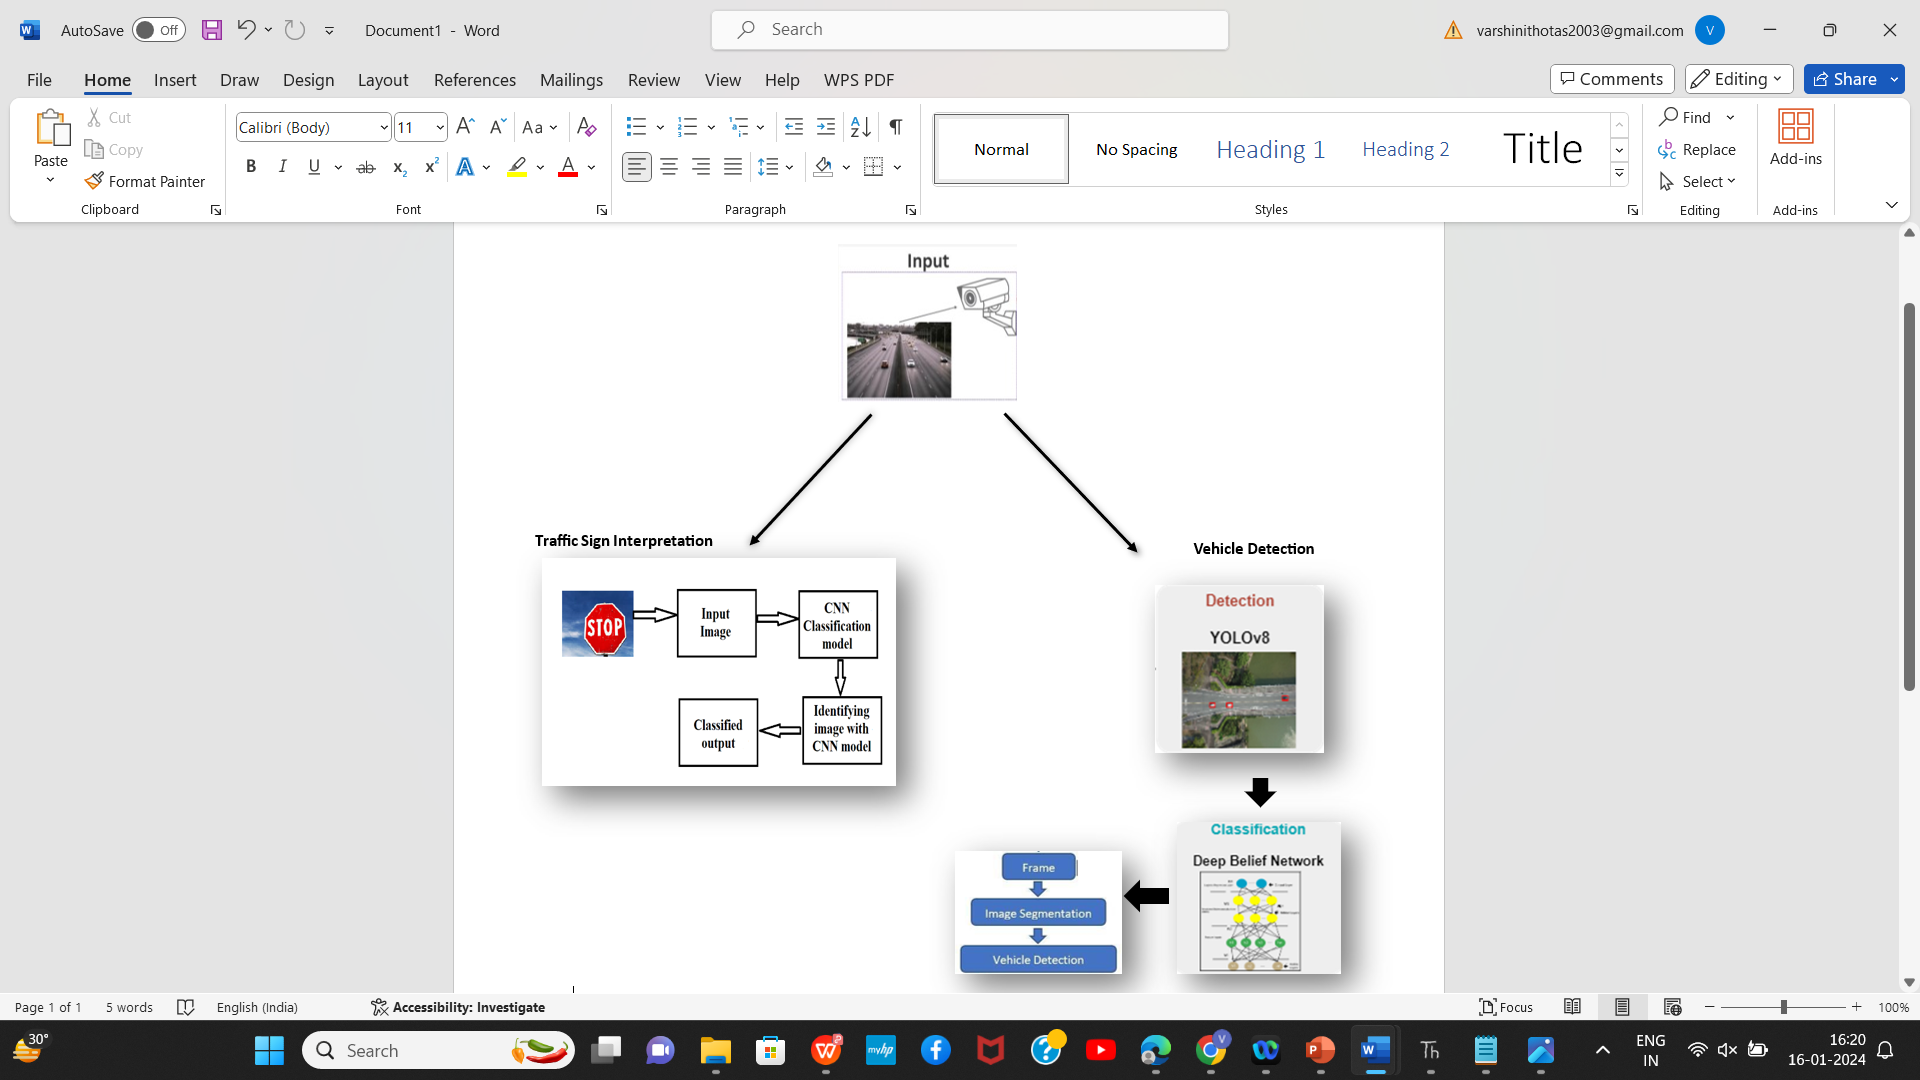 AutoSave Off Document1 - Word Search varshinithotas2003@gmail.com V
File Home Insert Draw Design Layout References Mailings Review View Help WPS PDF Comments Editing Share
Paste
Cut
Copy
Format Painter
Calibri (Body) 11
Normal No Spacing Heading 1 Heading 2 Title
Find
Replace
Select
Add-ins
Clipboard Font Paragraph Styles Editing Add-ins
Input
Traffic Sign Interpretation
STOP
Input
Image
CNN
Classification
model
Identifying
image with
CNN model
Classified
output
Vehicle Detection
Detection
YOLOv8
Classification
Deep Belief Network
Frame
Image Segmentation
Vehicle Detection
Page 1 of 1 5 words English (India) Accessibility: Investigate Focus 100%
30° Search ENG
IN
16:20
16-01-2024